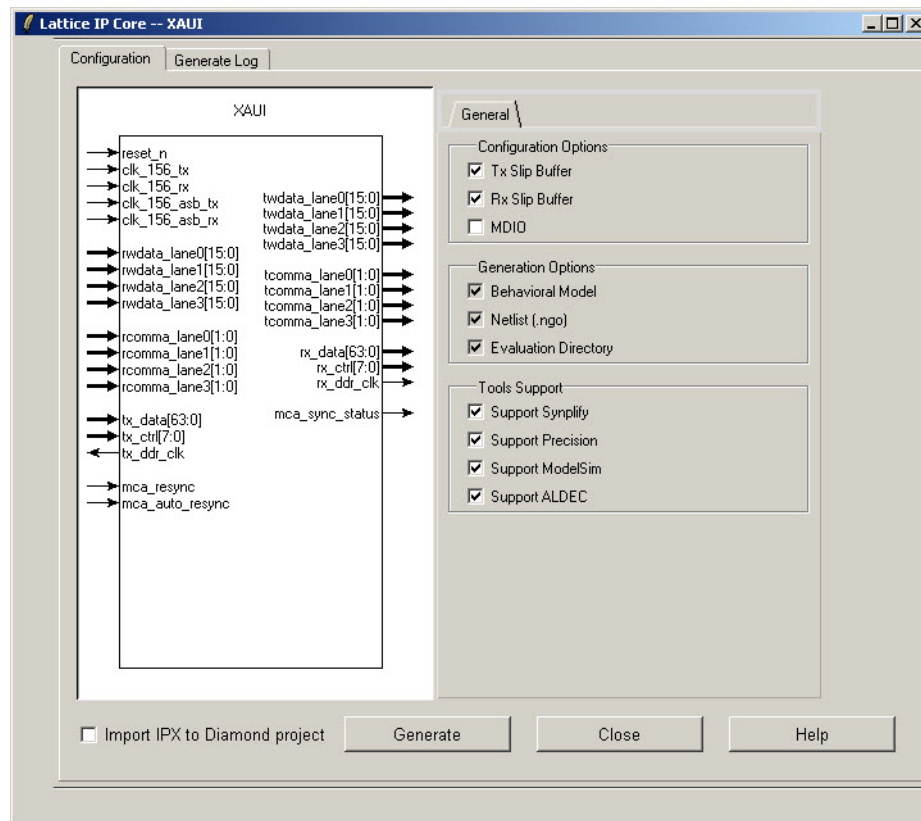 Lattice IP Core -- XAUI
Configuration
Generate Log
XAUI
reset_n
clk_156_tx
clk_156_rx
clk_156_asb_tx
clk_156_asb_rx
rwdata_lane0[15:0]
rwdata_lane1[15:0]
rwdata_lane2[15:0]
rwdata_lane3[15:0]
rcomma_lane0[1:0]
rcomma_lane1[1:0]
rcomma_lane2[1:0]
rcomma_lane3[1:0]
tx_data[63:0]
tx_ctrl[7:0]
tx_ddr_clk
mca_resync
mca_auto_resync
twdata_lane0[15:0]
twdata_lane1[15:0]
twdata_lane2[15:0]
twdata_lane3[15:0]
tcomma_lane0[1:0]
tcomma_lane1[1:0]
tcomma_lane2[1:0]
tcomma_lane3[1:0]
rx_data[63:0]
rx_ctrl[7:0]
rx_ddr_clk
mca_sync_status
General
Configuration Options
Tx Slip Buffer
Rx Slip Buffer
MDIO
Generation Options
Behavioral Model
Netlist (.ngo)
Evaluation Directory
Tools Support
Support Synplify
Support Precision
Support ModelSim
Support ALDEC
Import IPX to Diamond project
Generate
Close
Help